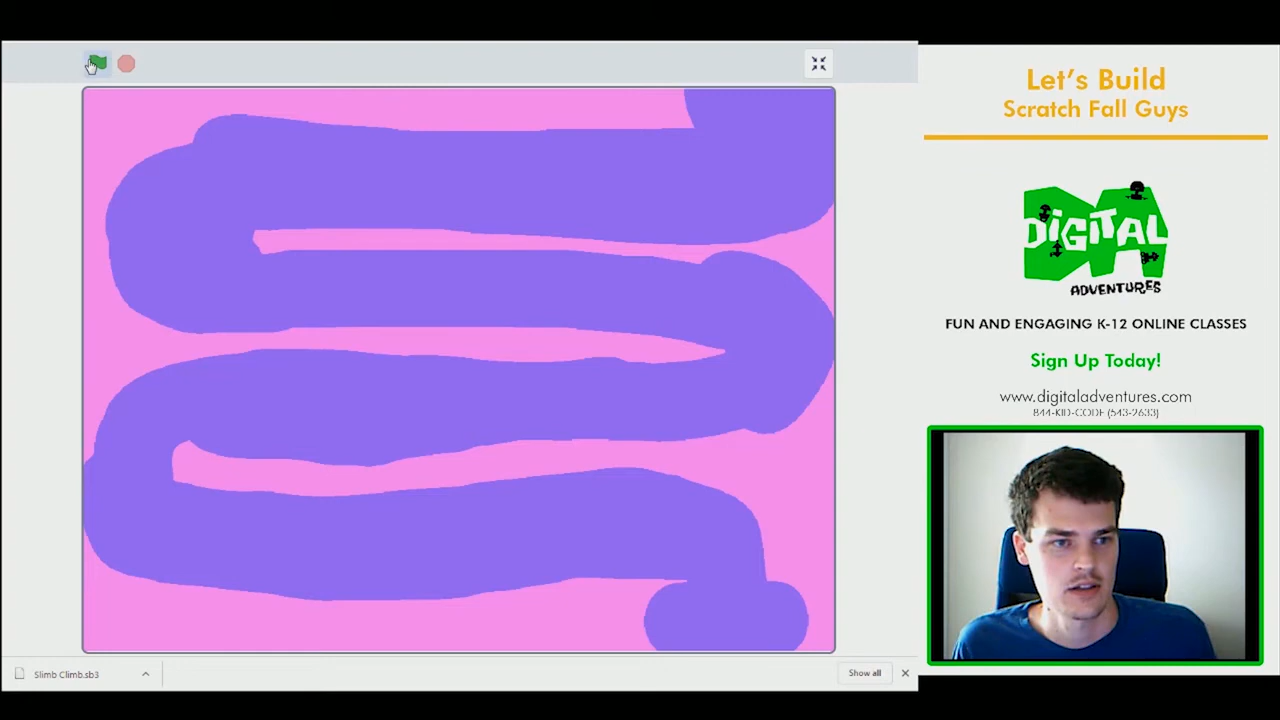 Let's Build
Scratch Fall Guys
DIGITAL
ADVENTURES
FUN AND ENGAGING K-12 ONLINE CLASSES
Sign Up Today!
www.digitaladventures.com
844-KID-CODE (543-2633)
Slimb Climb.sb3
Show all